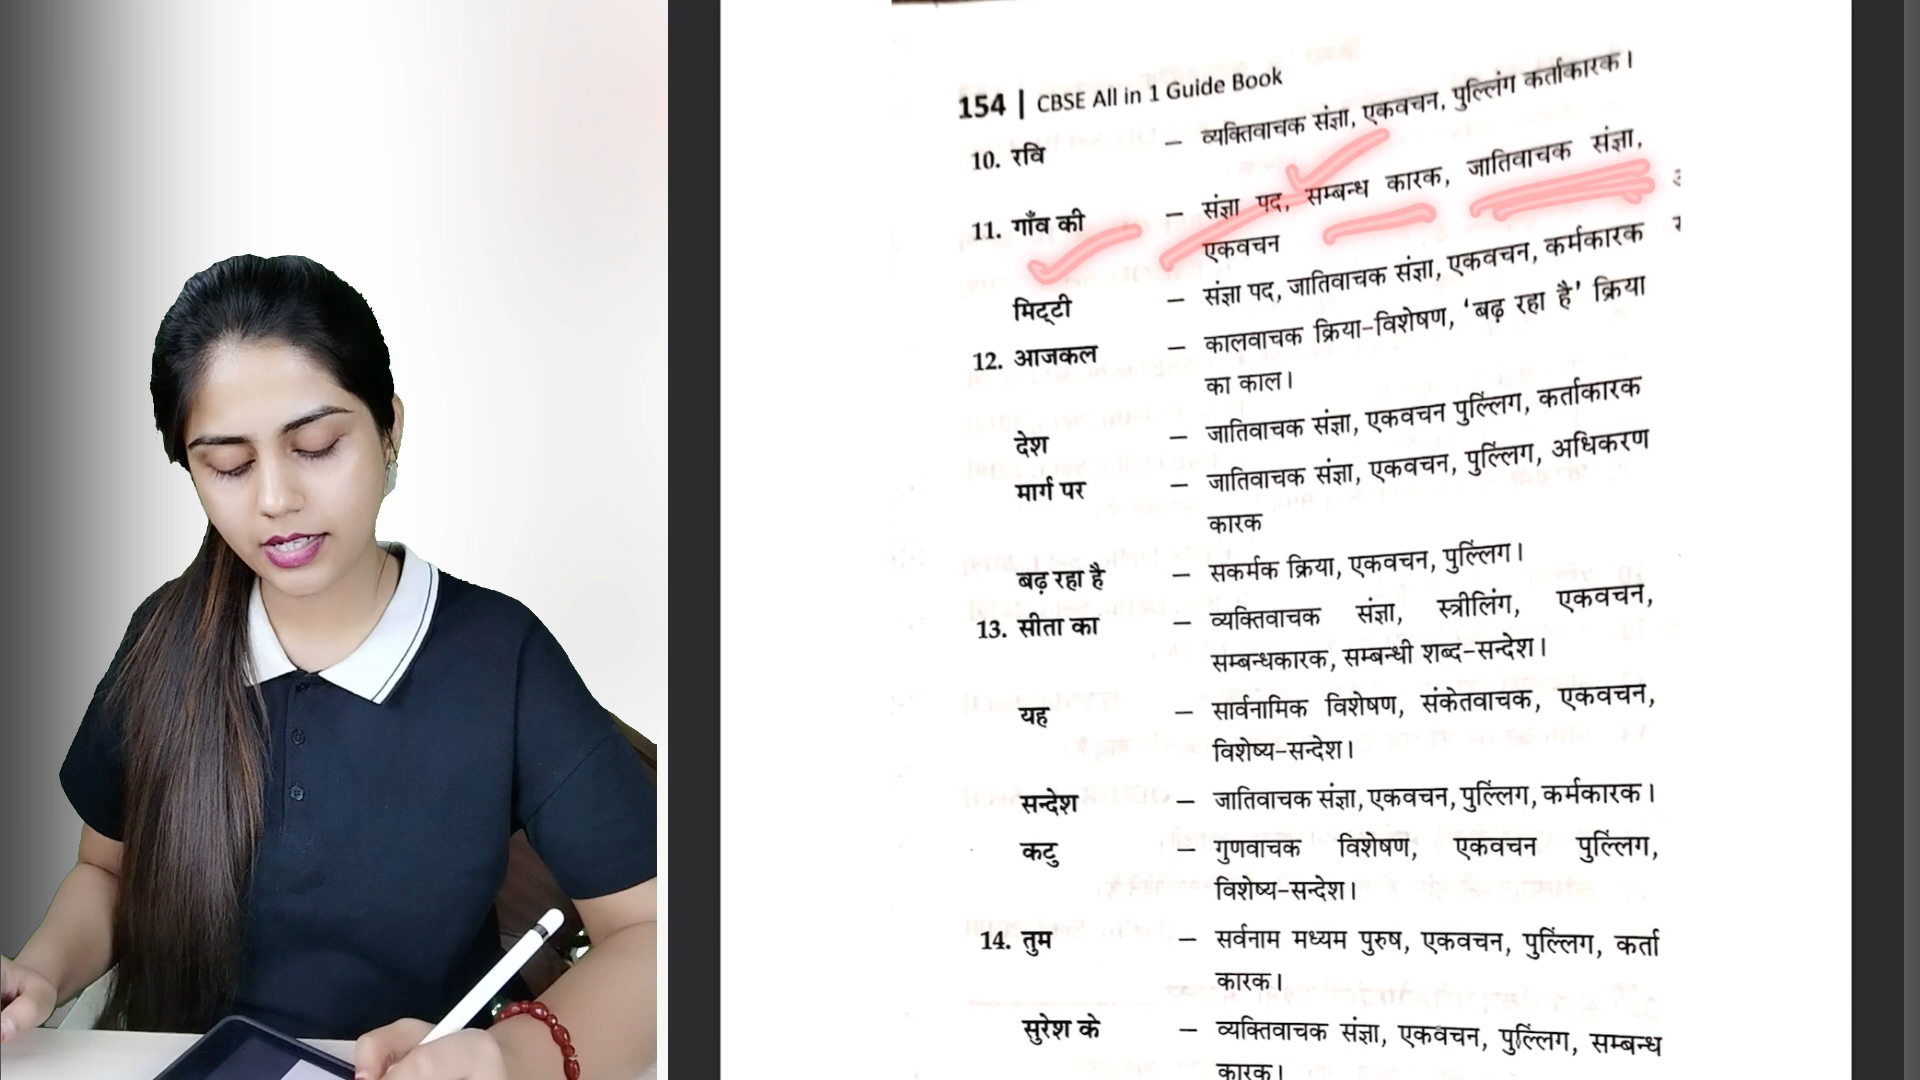 154 | CBSE All in 1 Guide Book
10. रवि – व्यक्तिवाचक संज्ञा, एकवचन, पुल्लिंग कर्ताकारक।
11. गाँव की – संज्ञा पद, सम्बन्ध कारक, जातिवाचक संज्ञा,
एकवचन
मिट्टी – संज्ञा पद, जातिवाचक संज्ञा, एकवचन, कर्मकारक
12. आजकल – कालवाचक क्रिया-विशेषण, ‘बढ़ रहा है’ क्रिया
का काल।
देश – जातिवाचक संज्ञा, एकवचन पुल्लिंग, कर्ताकारक
मार्ग पर – जातिवाचक संज्ञा, एकवचन, पुल्लिंग, अधिकरण
कारक
बढ़ रहा है – सकर्मक क्रिया, एकवचन, पुल्लिंग।
13. सीता का – व्यक्तिवाचक संज्ञा, स्त्रीलिंग, एकवचन,
सम्बन्धकारक, सम्बन्धी शब्द-सन्देश।
यह – सार्वनामिक विशेषण, संकेतवाचक, एकवचन,
विशेष्य-सन्देश।
सन्देश – जातिवाचक संज्ञा, एकवचन, पुल्लिंग, कर्मकारक।
कटु – गुणवाचक विशेषण, एकवचन पुल्लिंग,
विशेष्य-सन्देश।
14. तुम – सर्वनाम मध्यम पुरुष, एकवचन, पुल्लिंग, कर्ता
कारक।
सुरेश के – व्यक्तिवाचक संज्ञा, एकवचन, पुल्लिंग, सम्बन्ध
कारक।